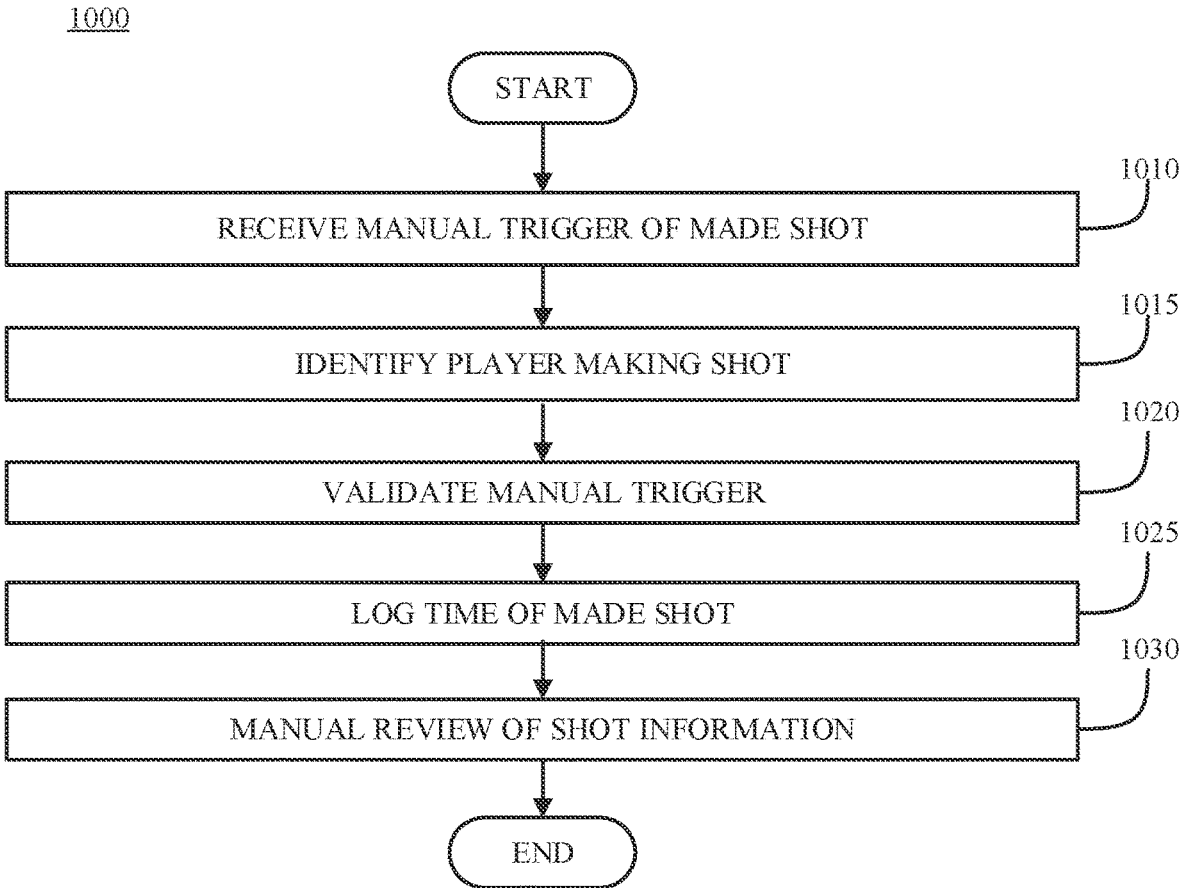 1000
START
1010
RECEIVE MANUAL TRIGGER OF MADE SHOT
1015
IDENTIFY PLAYER MAKING SHOT
1020
VALIDATE MANUAL TRIGGER
1025
LOG TIME OF MADE SHOT
1030
MANUAL REVIEW OF SHOT INFORMATION
END